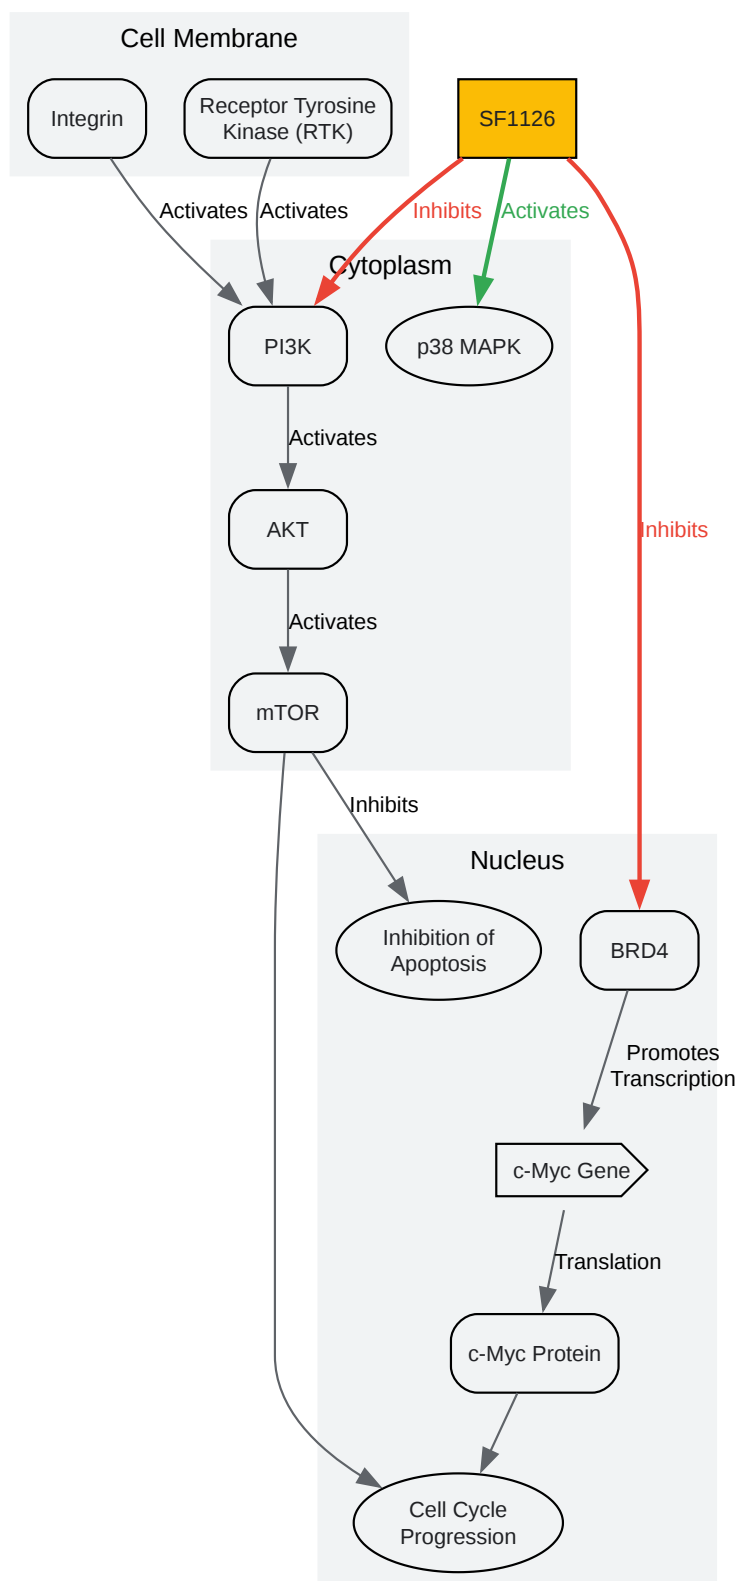 Cell Membrane
Integrin
Receptor Tyrosine
Kinase (RTK)
SF1126
Activates
Activates
Inhibits
Activates
Cytoplasm
PI3K
p38 MAPK
Activates
AKT
Inhibits
Activates
mTOR
Inhibits
Nucleus
Inhibition of
Apoptosis
BRD4
Promotes
Transcription
c-Myc Gene
Translation
c-Myc Protein
Cell Cycle
Progression